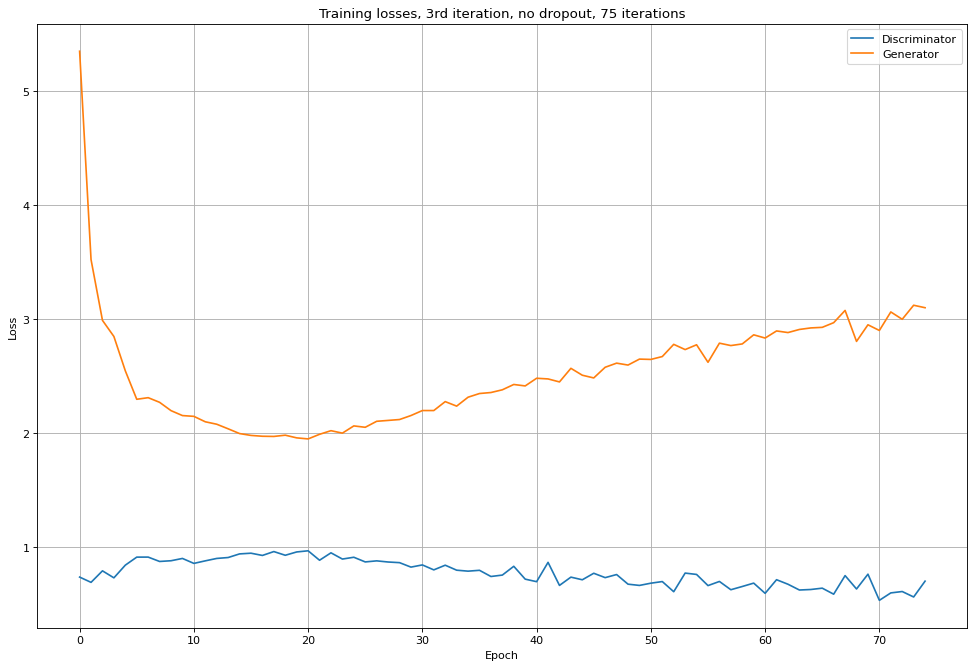 Training losses, 3rd iteration, no dropout, 75 iterations
Discriminator
Generator
5
4
3
2
1
Loss
0 10 20 30 40 50 60 70
Epoch